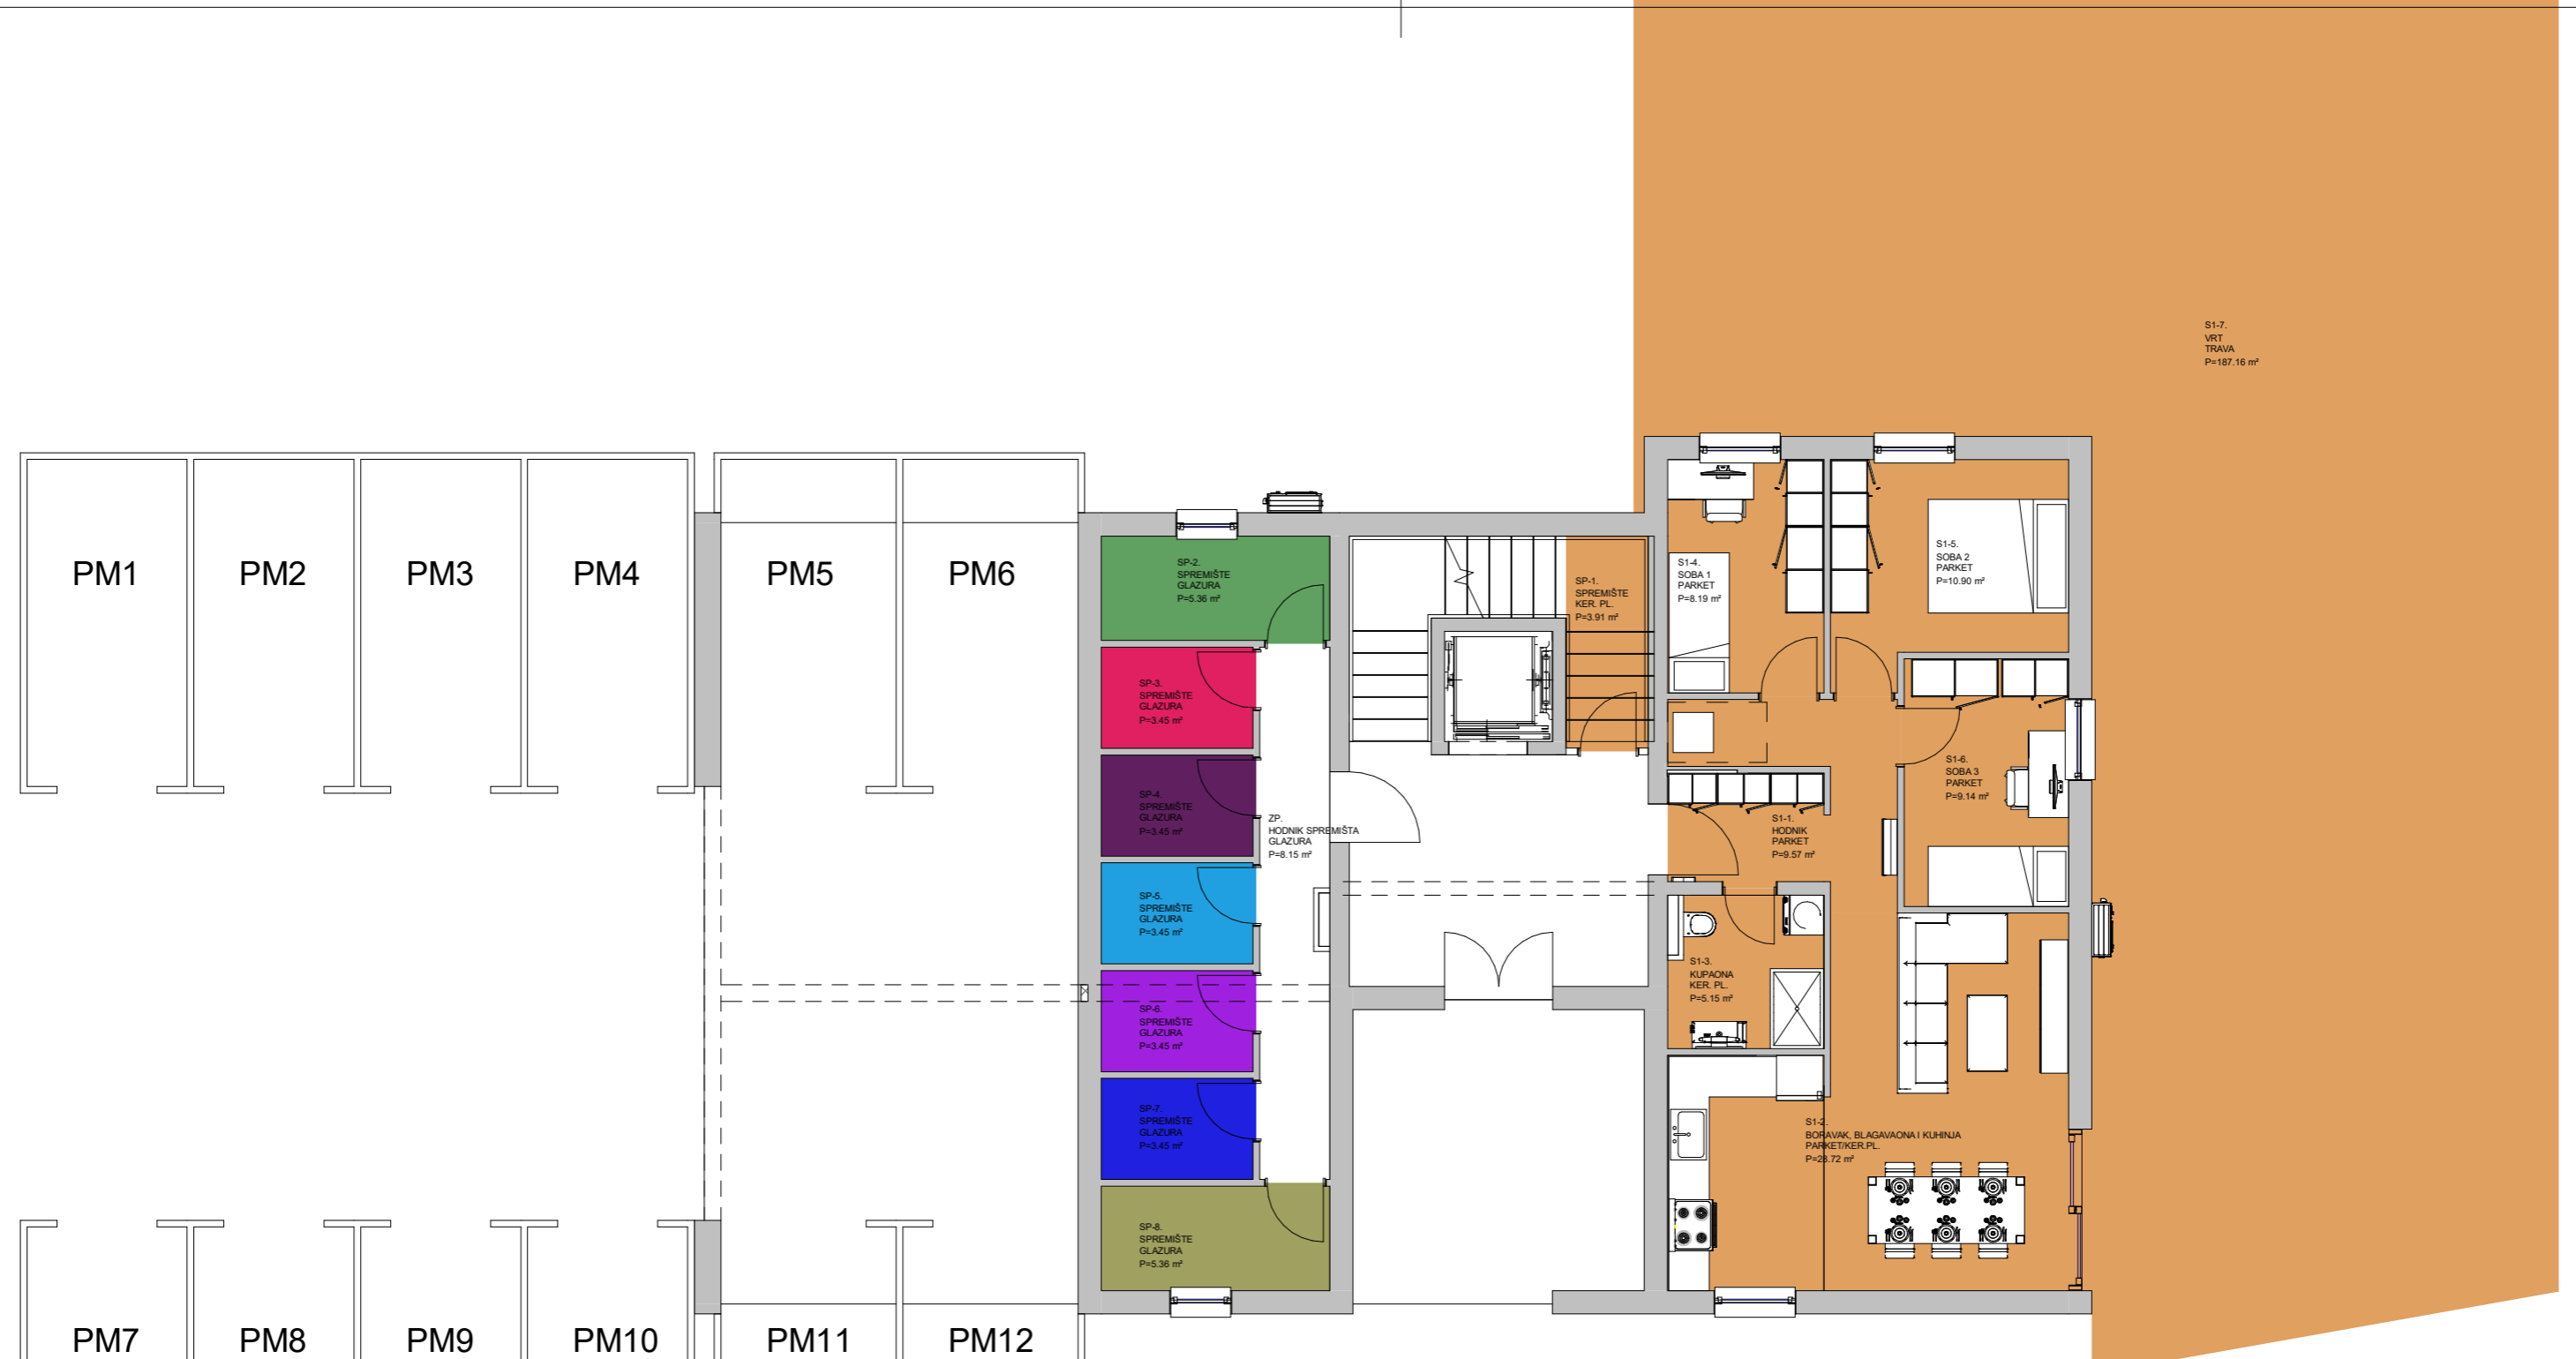 S1-7.
VRT
TRAVA
P=187.16 m²
PM1
PM2
PM3
PM4
PM5
PM6
SP-2.
SPREMIŠTE
GLAZURA
P=5.36 m²
SP-1.
SPREMIŠTE
KER. PL.
P=3.91 m²
S1-4.
SOBA 1
PARKET
P=8.19 m²
S1-5.
SOBA 2
PARKET
P=10.90 m²
SP-3.
SPREMIŠTE
GLAZURA
P=3.45 m²
SP-4.
SPREMIŠTE
GLAZURA
P=3.45 m²
ZP.
HODNIK SPREMIŠTA
GLAZURA
P=8.15 m²
S1-1.
HODNIK
PARKET
P=9.57 m²
S1-6.
SOBA 3
PARKET
P=9.14 m²
SP-5.
SPREMIŠTE
GLAZURA
P=3.45 m²
SP-6.
SPREMIŠTE
GLAZURA
P=3.45 m²
S1-3.
KUPAONA
KER. PL.
P=5.15 m²
SP-7.
SPREMIŠTE
GLAZURA
P=3.45 m²
S1-2.
BORAVAK, BLAGAVAONA I KUHINJA
PARKET/KER.PL.
P=28.72 m²
SP-8.
SPREMIŠTE
GLAZURA
P=5.36 m²
PM7
PM8
PM9
PM10
PM11
PM12